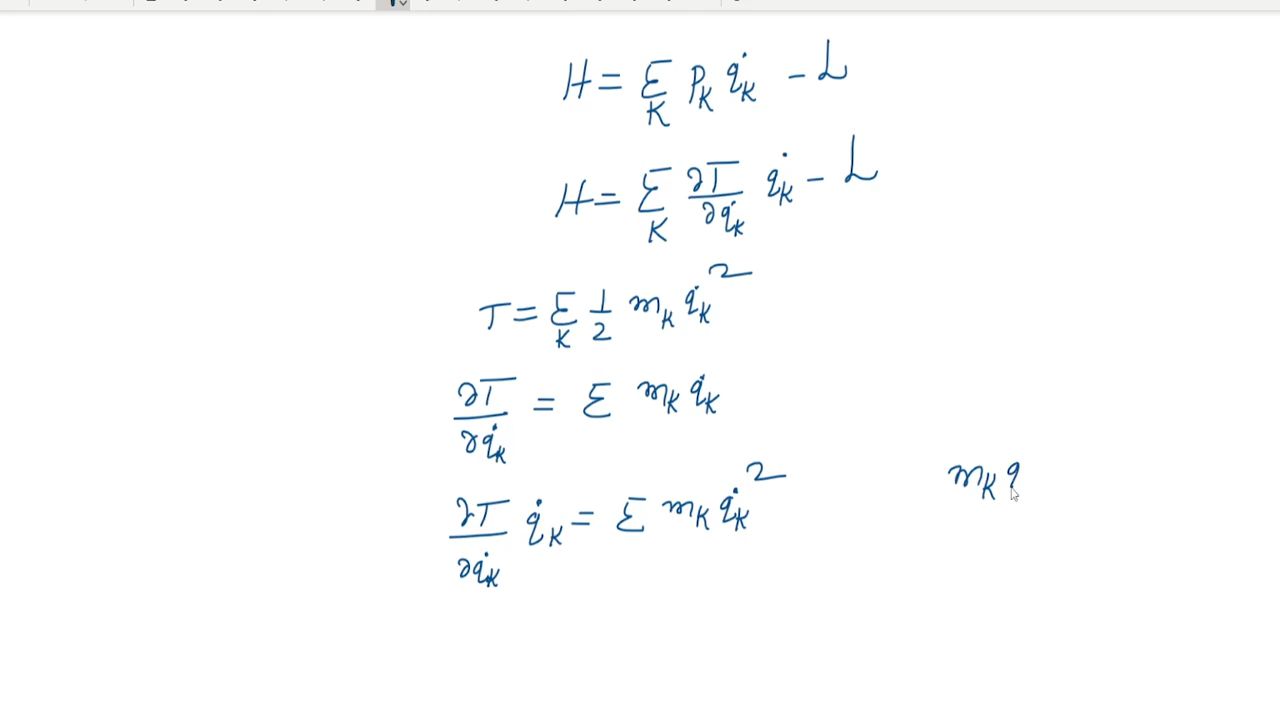 H = Σ_K p_K q̇_K − L
H = Σ_K ∂T/∂q̇_K q̇_K − L
T = Σ_K 1/2 m_K q̇_K²
∂T/∂q̇_K = Σ m_K q̇_K
∂T/∂q̇_K q̇_K = Σ m_K q̇_K²
m_K q